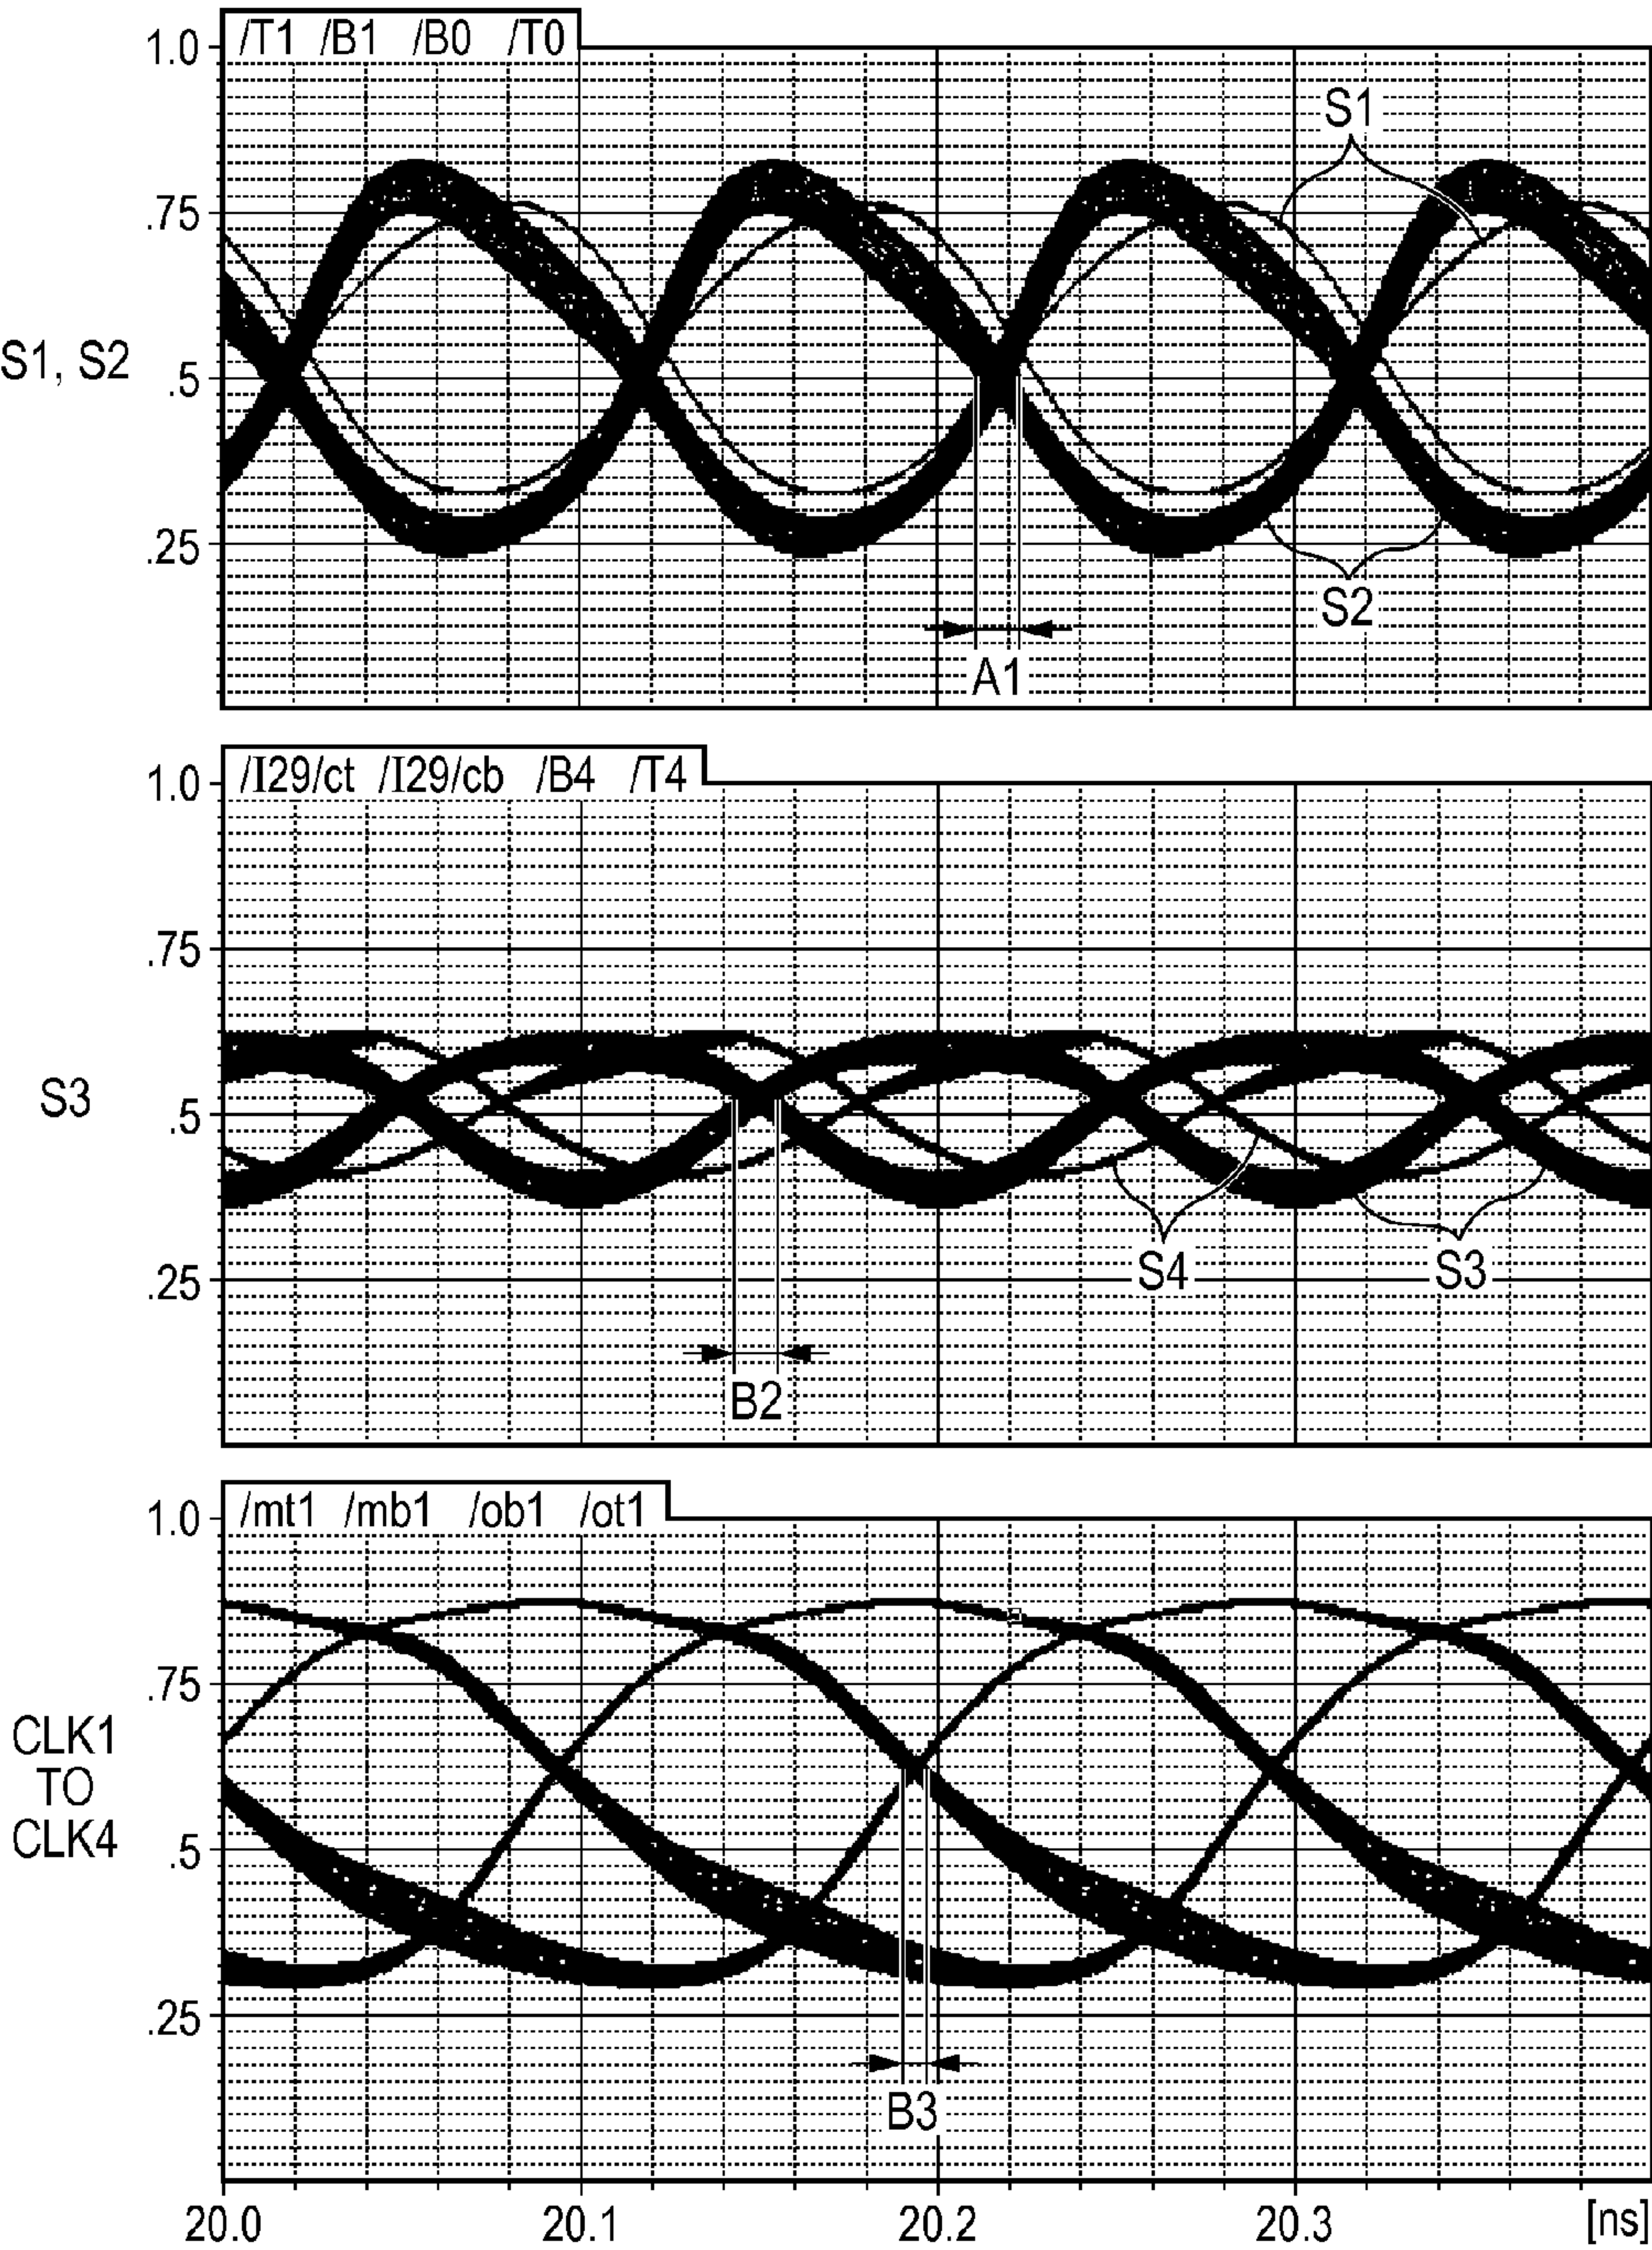 /T1 /B1 /B0 /T0
1.0
S1
.75
S1, S2
.5
.25
S2
A1
/I29/ct /I29/cb /B4 /T4
1.0
.75
S3
.5
S4
S3
.25
B2
/mt1 /mb1 /ob1 /ot1
1.0
.75
CLK1
TO
CLK4
.5
.25
B3
20.0 20.1 20.2 20.3 [ns]